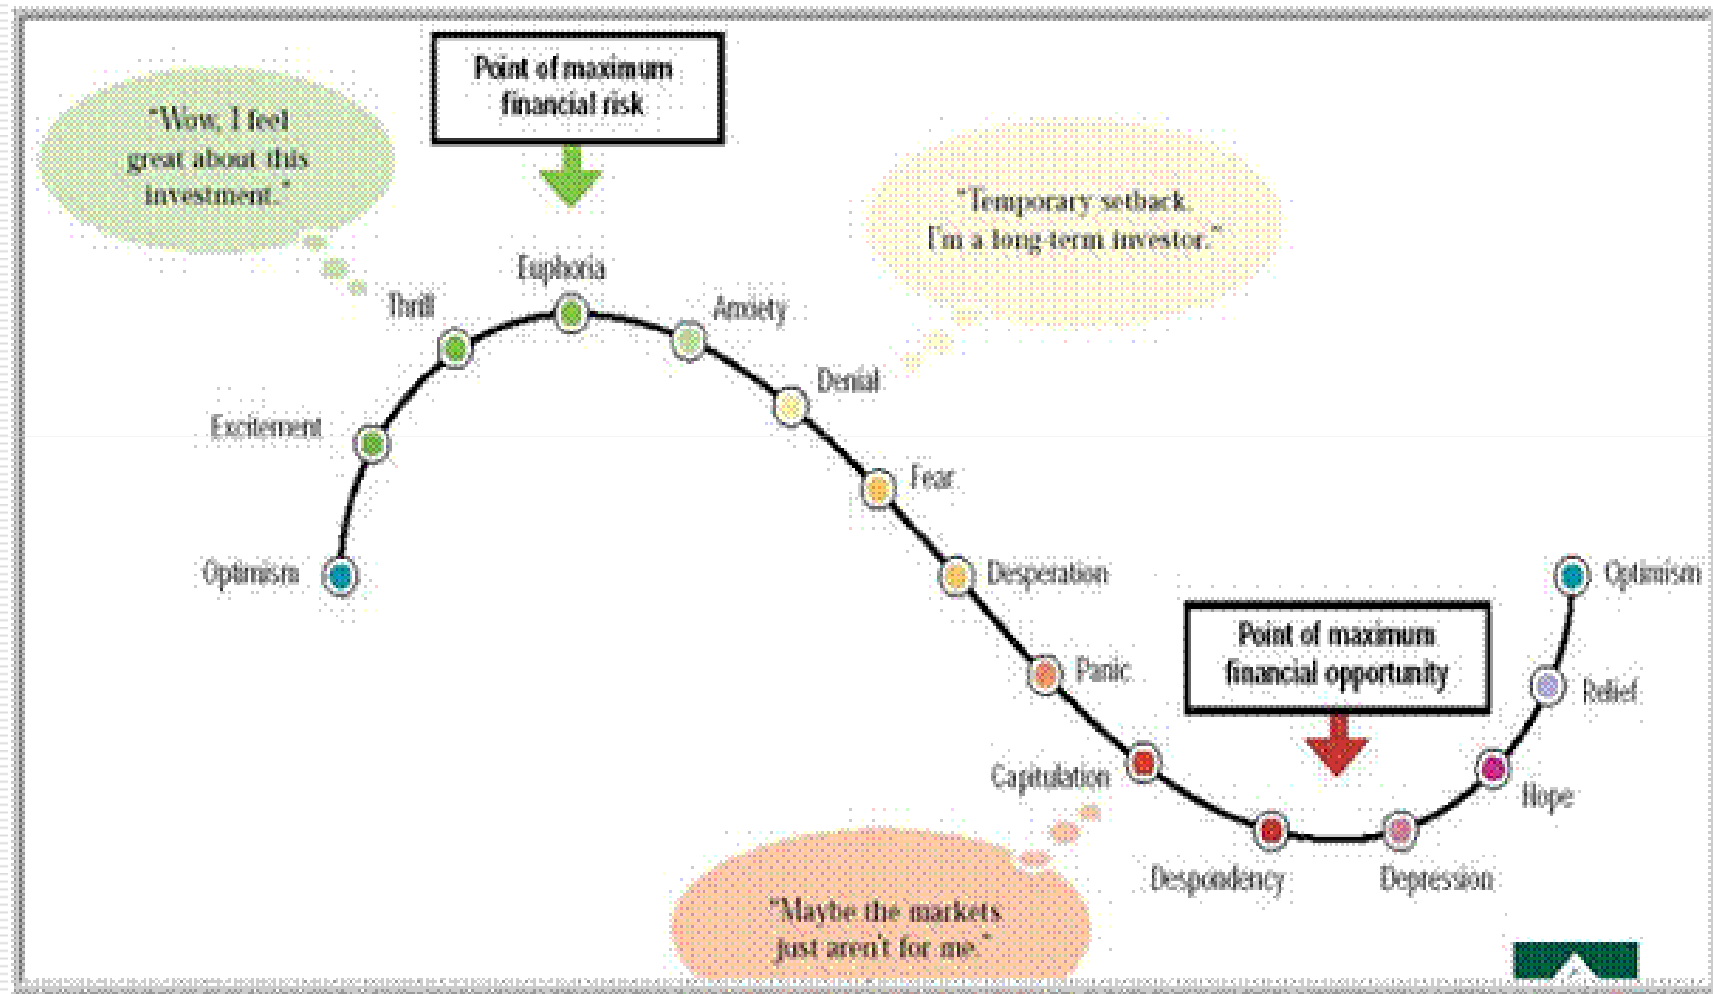 Point of maximum
financial risk
"Wow, I feel
great about this
investment."
"Temporary setback.
I'm a long-term investor."
Euphoria
Thrill
Anxiety
Denial
Excitement
Fear
Optimism
Desperation
Optimism
Point of maximum
financial opportunity
Panic
Relief
Capitulation
Hope
Despondency
Depression
"Maybe the markets
just aren't for me."